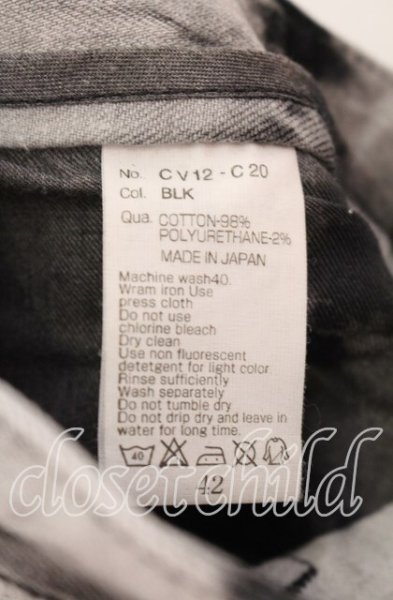 No. CV12-C20
Col. BLK
Qua. COTTON-98%
POLYURETHANE-2%
MADE IN JAPAN
Machine wash40.
Wram iron Use
press cloth
Do not use
chlorine bleach
Dry clean
Use non fluorescent
detetgent for light color
Rinse sufficiently
Wash separately
Do not tumble dry
Do not drip dry and leave in
water for long time.
40
42
closet child